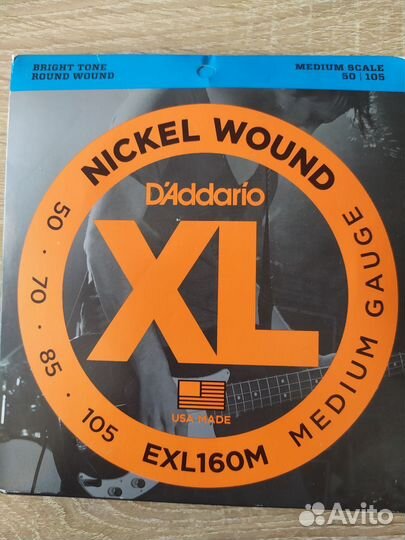 BRIGHT TONE
ROUND WOUND
MEDIUM SCALE
50 | 105
NICKEL WOUND
D'Addario
XL
50 · 70 · 85 · 105
MEDIUM GAUGE
USA MADE
EXL160M
Avito